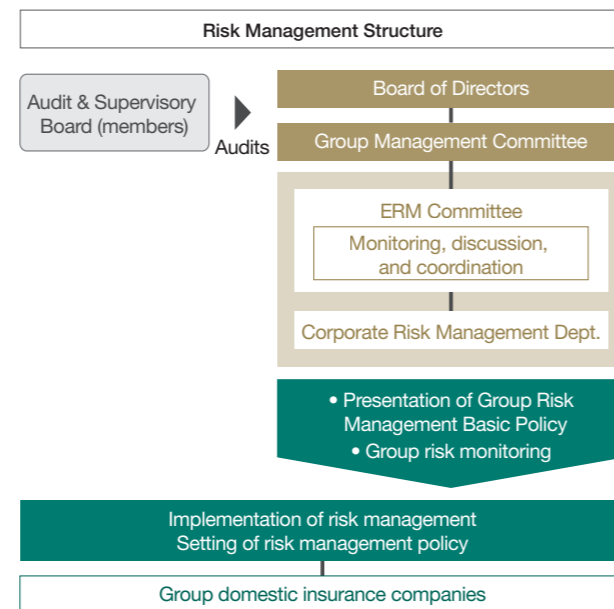 Risk Management Structure
Audit & Supervisory
Board (members)
Audits
Board of Directors
Group Management Committee
ERM Committee
Monitoring, discussion,
and coordination
Corporate Risk Management Dept.
• Presentation of Group Risk
Management Basic Policy
• Group risk monitoring
Implementation of risk management
Setting of risk management policy
Group domestic insurance companies